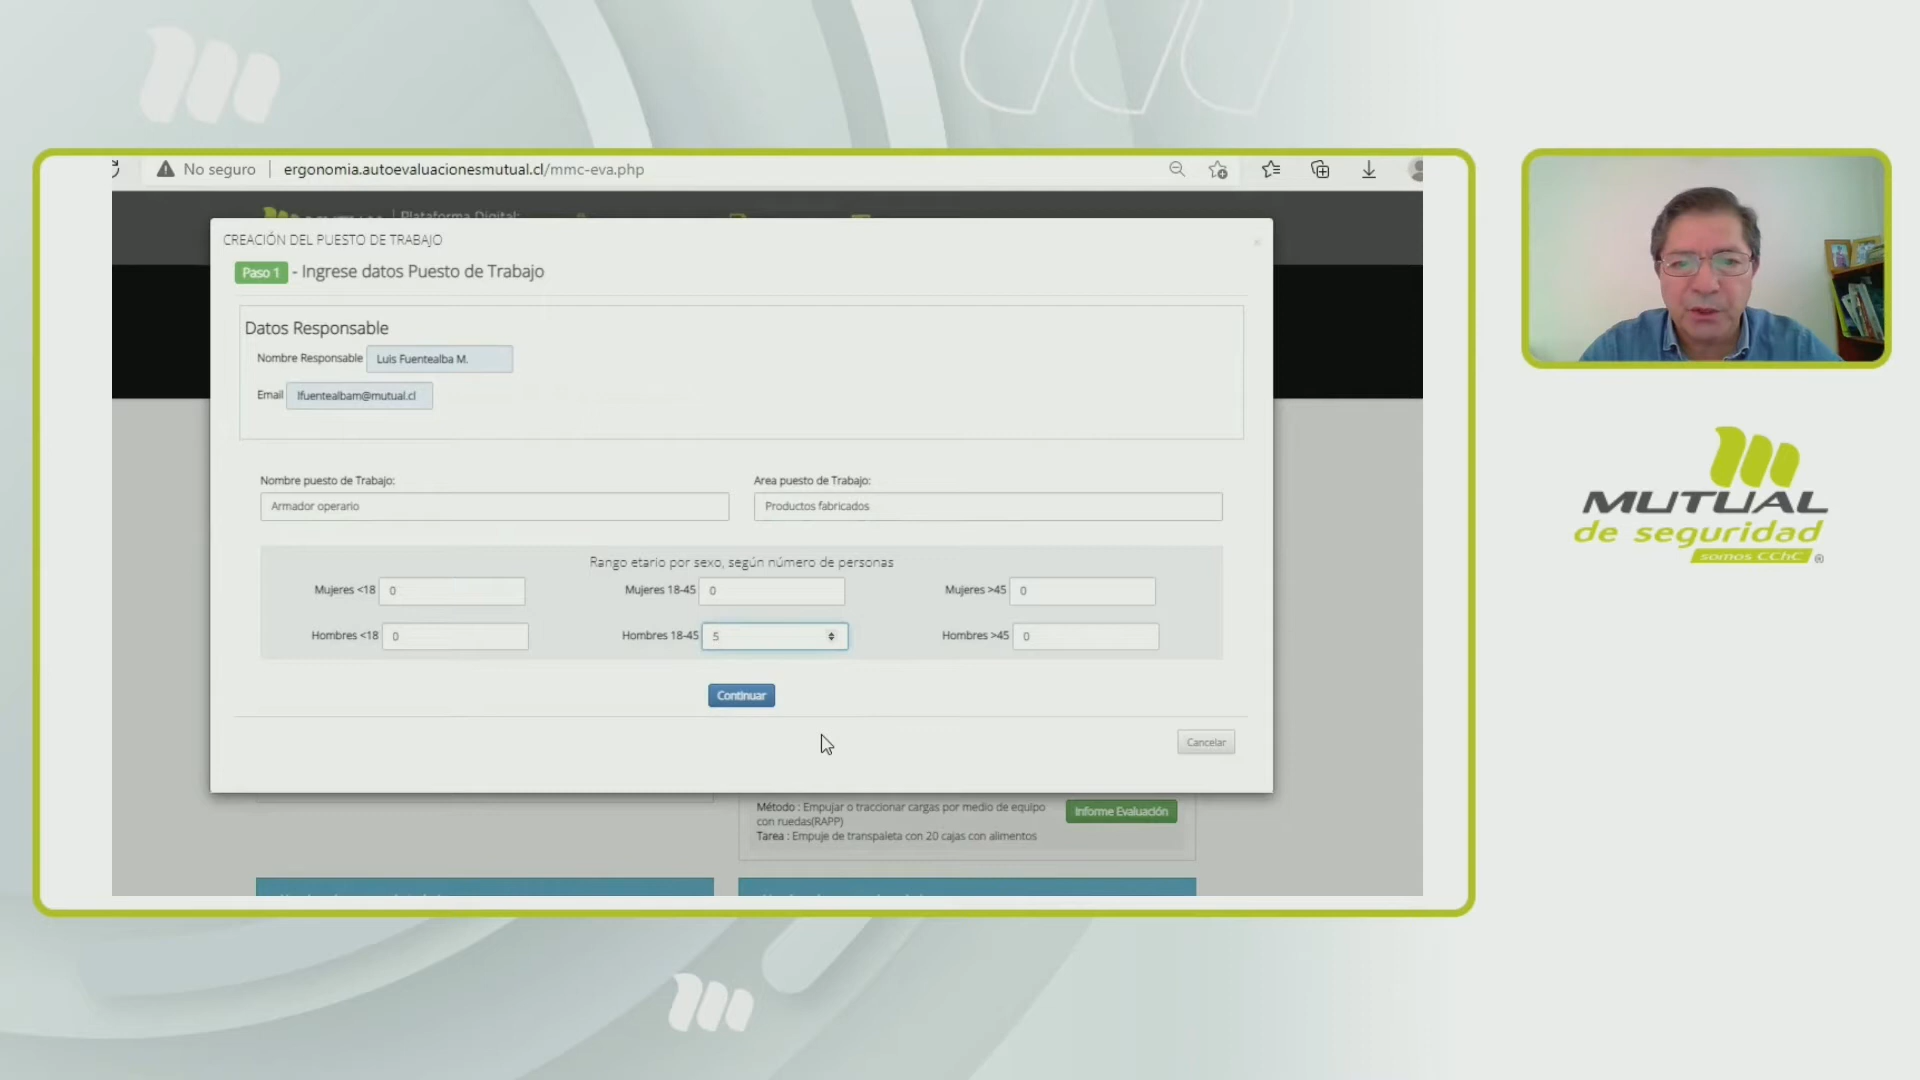 No seguro | ergonomia.autoevaluacionesmutual.cl/mmc-eva.php
Plataforma Digital:
CREACIÓN DEL PUESTO DE TRABAJO
Paso 1 - Ingrese datos Puesto de Trabajo
Datos Responsable
Nombre Responsable Luis Fuentealba M.
Email lfuentealbam@mutual.cl
Nombre puesto de Trabajo: Area puesto de Trabajo:
Armador operario Productos fabricados
Rango etario por sexo, según número de personas
Mujeres <18 0 Mujeres 18-45 0 Mujeres >45 0
Hombres <18 0 Hombres 18-45 5 Hombres >45 0
Continuar
Cancelar
Método : Empujar o traccionar cargas por medio de equipo
con ruedas(RAPP)
Informe Evaluación
Tarea : Empuje de transpaleta con 20 cajas con alimentos
MUTUAL
de seguridad
somos CChC ®